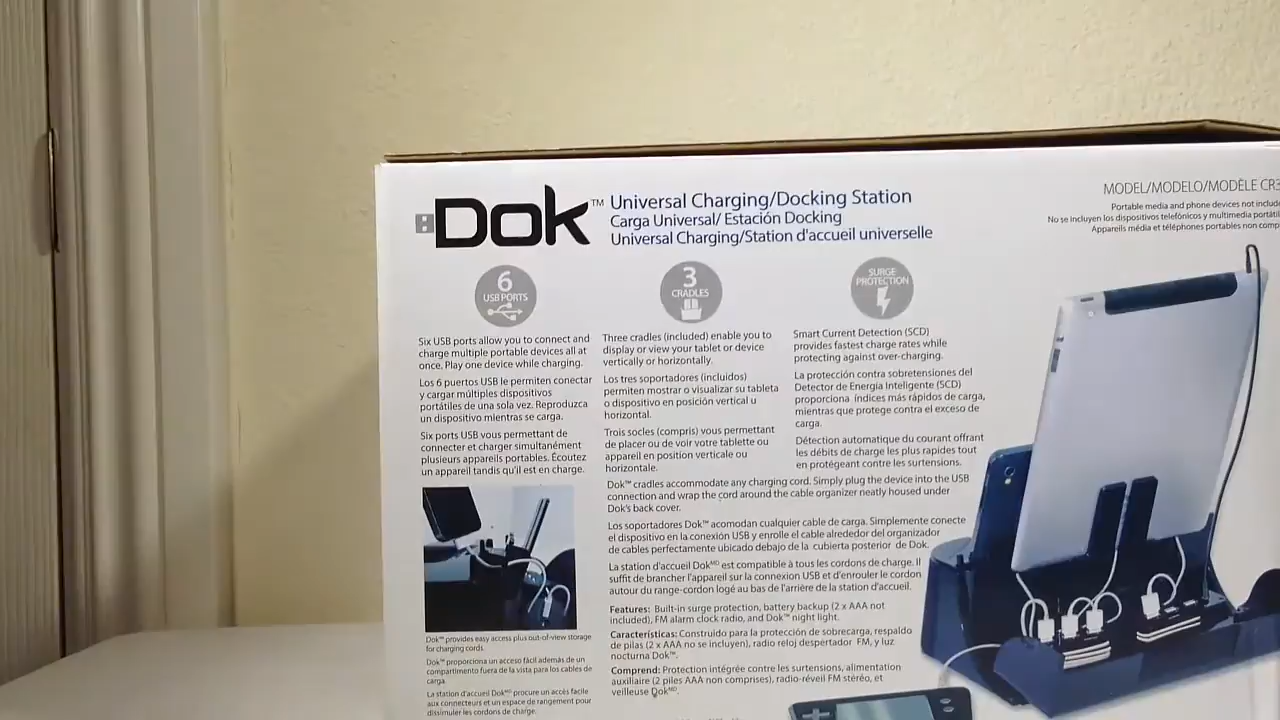 Dok™
Universal Charging/Docking Station
Carga Universal/ Estación Docking
Universal Charging/Station d'accueil universelle
MODEL/MODELO/MODÈLE CR3
Portable media and phone devices not include
No se incluyen los dispositivos telefónicos y multimedia portáti
Appareils média et téléphones portables non comp
6
USB PORTS
3
CRADLES
SURGE
PROTECTION
Six USB ports allow you to connect and
charge multiple portable devices all at
once. Play one device while charging.
Los 6 puertos USB le permiten conectar
y cargar múltiples dispositivos
portátiles de una sola vez. Reproduzca
un dispositivo mientras se carga.
Six ports USB vous permettant de
connecter et charger simultanément
plusieurs appareils portables. Écoutez
un appareil tandis qu'il est en charge.
Three cradles (included) enable you to
display or view your tablet or device
vertically or horizontally.
Los tres soportadores (incluidos)
permiten mostrar o visualizar su tableta
o dispositivo en posición vertical u
horizontal.
Trois socles (compris) vous permettant
de placer ou de voir votre tablette ou
appareil en position verticale ou
horizontale.
Smart Current Detection (SCD)
provides fastest charge rates while
protecting against over-charging.
La protección contra sobretensiones del
Detector de Energia Inteligente (SCD)
proporciona índices más rápidos de carga,
mientras que protege contra el exceso de
carga.
Détection automatique du courant offrant
les débits de charge les plus rapides tout
en protégeant contre les surtensions.
Dok™ cradles accommodate any charging cord. Simply plug the device into the USB
connection and wrap the cord around the cable organizer neatly housed under
Dok's back cover.
Los soportadores Dok™ acomodan cualquier cable de carga. Simplemente conecte
el dispositivo en la conexión USB y enrolle el cable alrededor del organizador
de cables perfectamente ubicado debajo de la cubierta posterior de Dok.
La station d'accueil Dokᴹᴰ est compatible à tous les cordons de charge. Il
suffit de brancher l'appareil sur la connexion USB et d'enrouler le cordon
autour du range-cordon logé au bas de l'arrière de la station d'accueil.
Features: Built-in surge protection, battery backup (2 x AAA not
included), FM alarm clock radio, and Dok™ night light.
Características: Construido para la protección de sobrecarga, respaldo
de pilas (2 x AAA no se incluyen), radio reloj despertador FM, y luz
nocturna Dok™.
Comprend: Protection intégrée contre les surtensions, alimentation
auxiliaire (2 piles AAA non comprises), radio-réveil FM stéréo, et
veilleuse Dokᴹᴰ.
Dok™ provides easy access plus out-of-view storage
for charging cords.
Dok™ proporciona un acceso fácil además de un
compartimento fuera de la vista para los cables de
carga.
La station d'accueil Dokᴹᴰ procure un accès facile
aux connecteurs et un espace de rangement pour
dissimuler les cordons de charge.